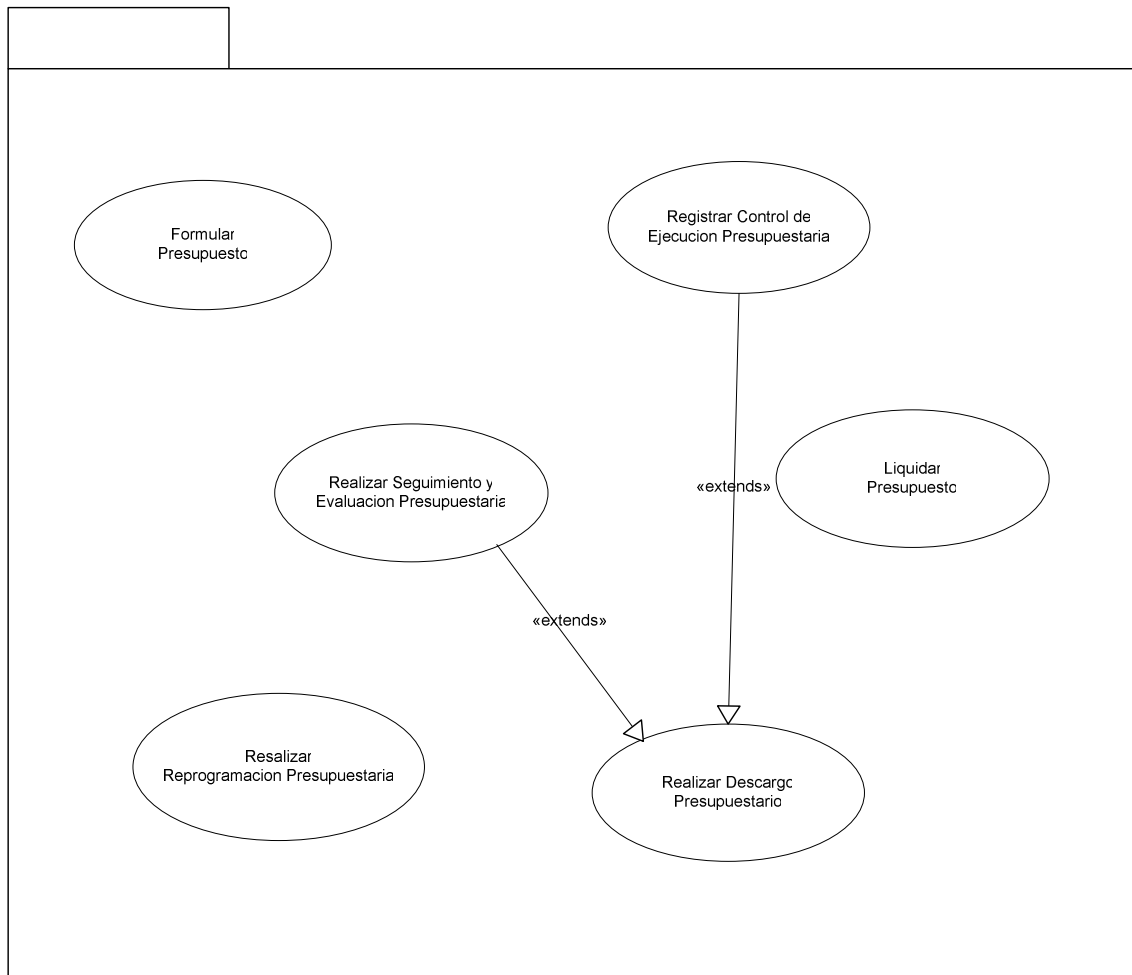 Formular
Presupuesto
Registrar Control de
Ejecucion Presupuestaria
Realizar Seguimiento y
Evaluacion Presupuestaria
«extends»
Liquidar
Presupuesto
«extends»
Resalizar
Reprogramacion Presupuestaria
Realizar Descargo
Presupuestario